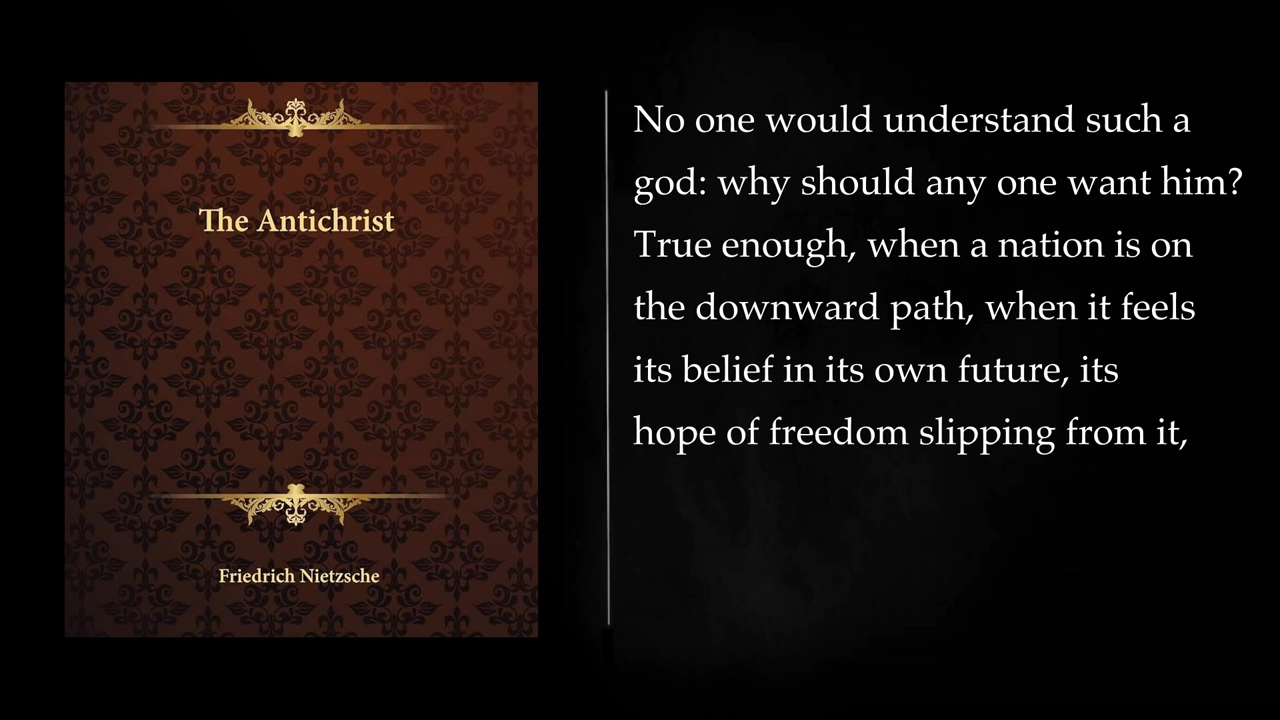 The Antichrist
Friedrich Nietzsche
No one would understand such a
god: why should any one want him?
True enough, when a nation is on
the downward path, when it feels
its belief in its own future, its
hope of freedom slipping from it,